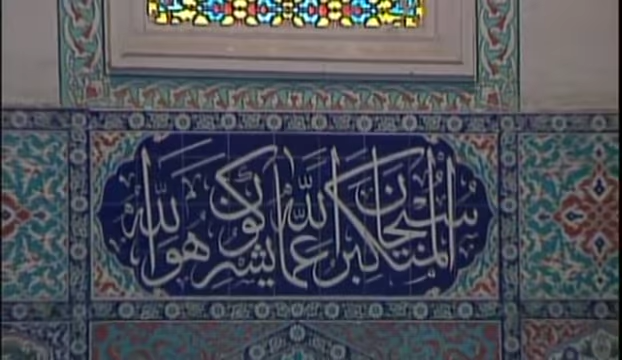 المتكبر سبحان الله عما يشركون هو الله